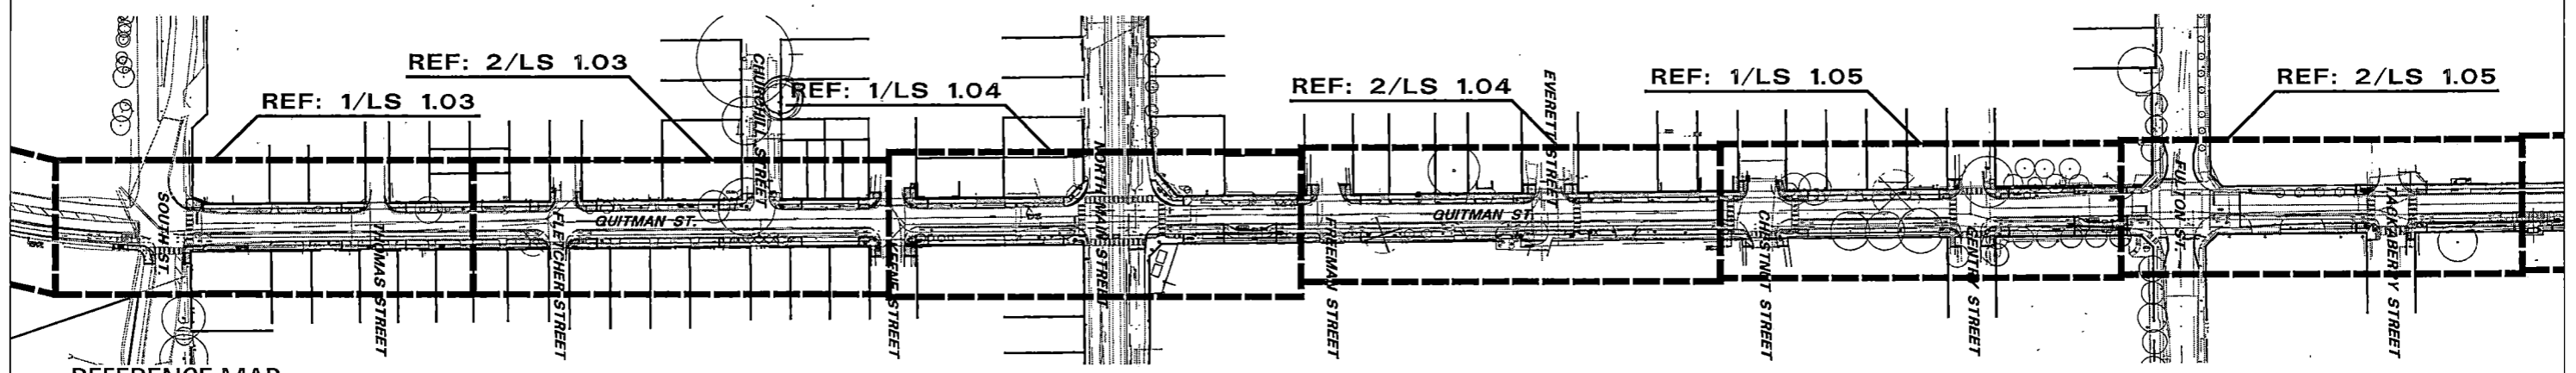 REF: 1/LS 1.03
REF: 2/LS 1.03
REF: 1/LS 1.04
REF: 2/LS 1.04
REF: 1/LS 1.05
REF: 2/LS 1.05
SOUTH ST.
THOMAS STREET
FLETCHER STREET
QUITMAN ST.
CHURCHILL STREET
KEENE STREET
NORTH MAIN STREET
FREEMAN STREET
QUITMAN ST.
EVERETT STREET
CHESTNUT STREET
GENTRY STREET
FULTON ST.
TACKABERRY STREET
REFERENCE MAP